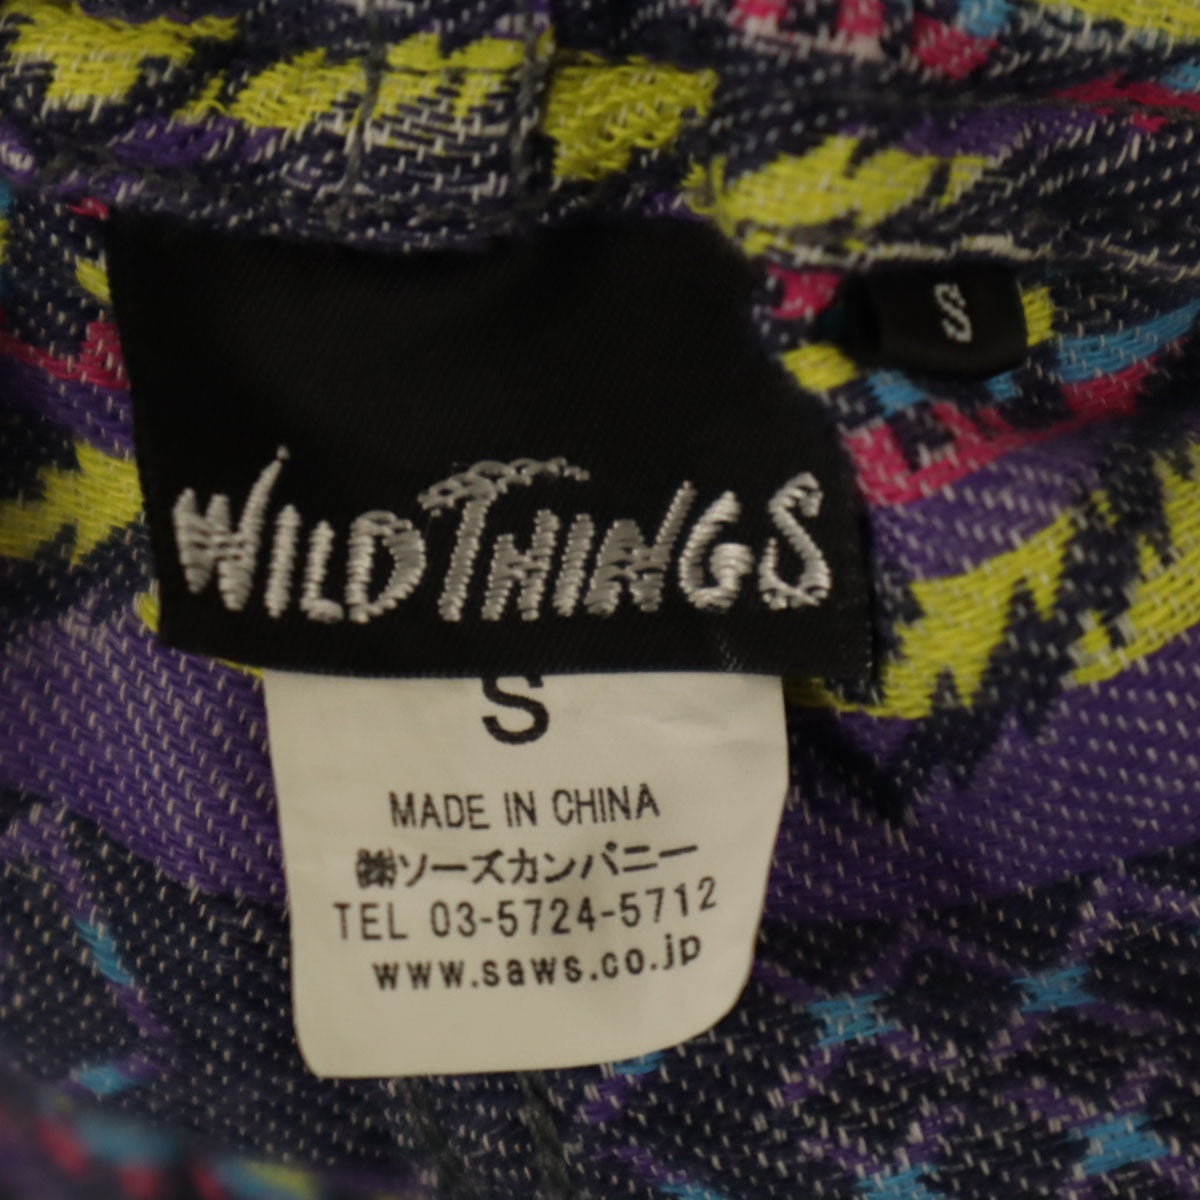 S
WILDTHINGS
S
MADE IN CHINA
㈱ソーズカンパニー
TEL 03-5724-5712
www.saws.co.jp